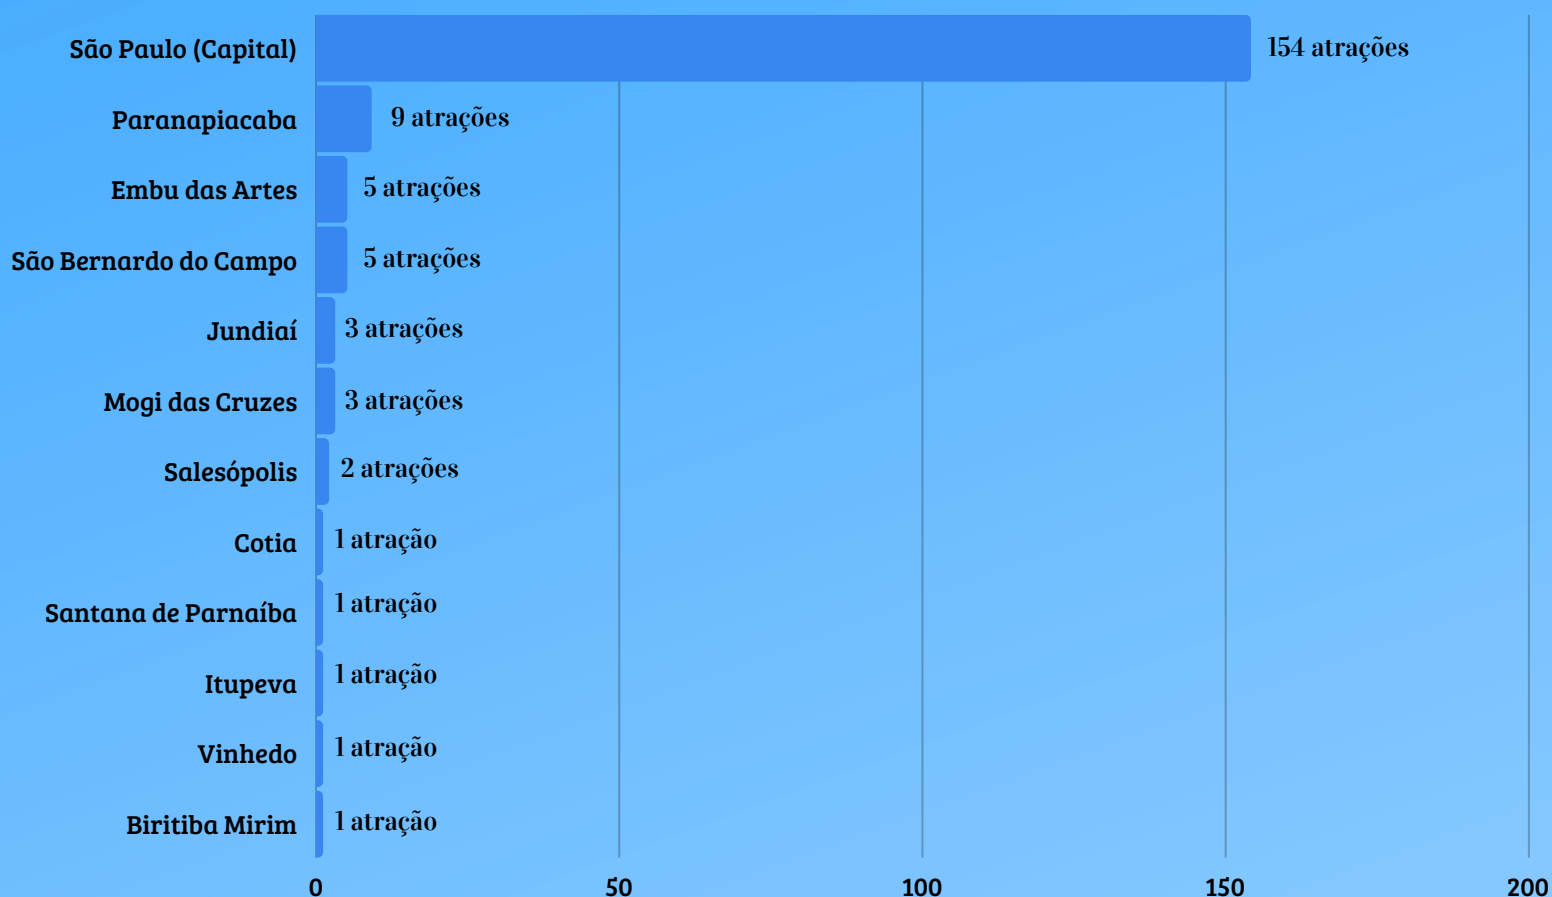 São Paulo (Capital) 154 atrações
Paranapiacaba 9 atrações
Embu das Artes 5 atrações
São Bernardo do Campo 5 atrações
Jundiaí 3 atrações
Mogi das Cruzes 3 atrações
Salesópolis 2 atrações
Cotia 1 atração
Santana de Parnaíba 1 atração
Itupeva 1 atração
Vinhedo 1 atração
Biritiba Mirim 1 atração
0 50 100 150 200